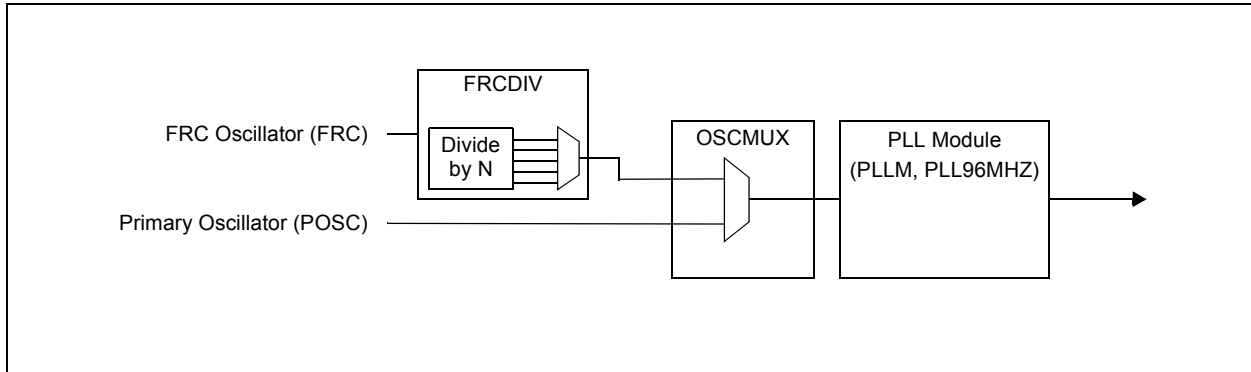 FRCDIV
FRC Oscillator (FRC)
Divide
by N
OSCMUX
PLL Module
(PLLM, PLL96MHZ)
Primary Oscillator (POSC)